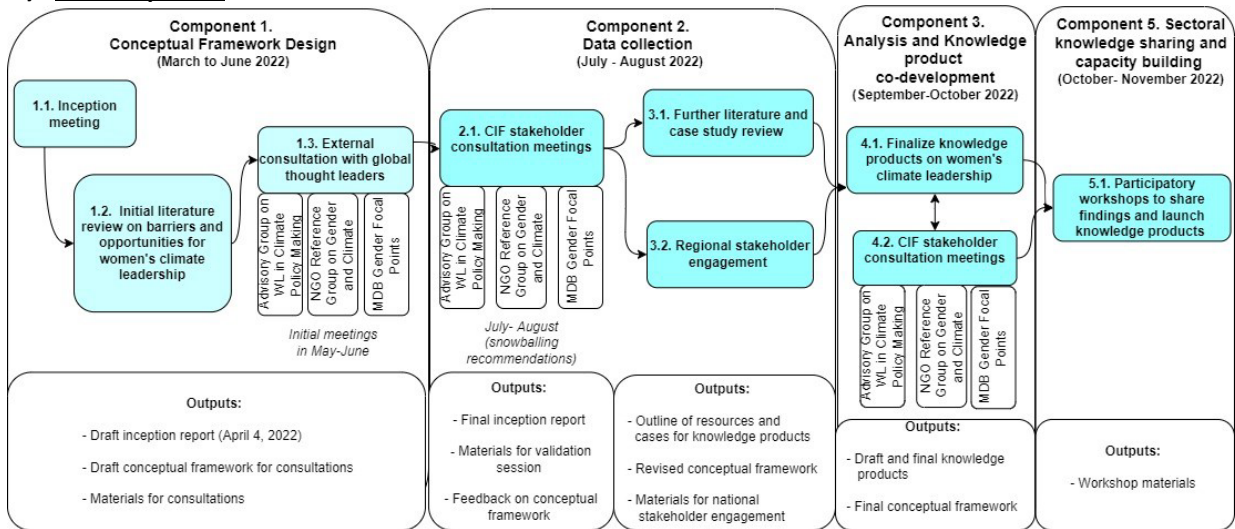 Component 1.
Conceptual Framework Design
(March to June 2022)
1.1. Inception
meeting
1.2. Initial literature
review on barriers and
opportunities for
women's climate
leadership
1.3. External
consultation with global
thought leaders
Advisory Group on
WL in Climate
Policy Making
NGO Reference
Group on Gender
and Climate
MDB Gender Focal
Points
Initial meetings
in May-June
Outputs:
- Draft inception report (April 4, 2022)
- Draft conceptual framework for consultations
- Materials for consultations
Component 2.
Data collection
(July - August 2022)
2.1. CIF stakeholder
consultation meetings
Advisory Group on
WL in Climate
Policy Making
NGO Reference
Group on Gender
and Climate
MDB Gender Focal
Points
July- August
(snowballing
recommendations)
3.1. Further literature and
case study review
3.2. Regional stakeholder
engagement
Outputs:
- Final inception report
- Materials for validation
session
- Feedback on conceptual
framework
Outputs:
- Outline of resources and
cases for knowledge products
- Revised conceptual framework
- Materials for national
stakeholder engagement
Component 3.
Analysis and Knowledge
product
co-development
(September-October 2022)
4.1. Finalize knowledge
products on women's
climate leadership
4.2. CIF stakeholder
consultation meetings
Advisory Group on
WL in Climate
Policy Making
NGO Reference
Group on Gender
and Climate
MDB Gender Focal
Points
Outputs:
- Draft and final knowledge
products
- Final conceptual framework
Component 5. Sectoral
knowledge sharing and
capacity building
(October- November 2022)
5.1. Participatory
workshops to share
findings and launch
knowledge products
Outputs:
- Workshop materials